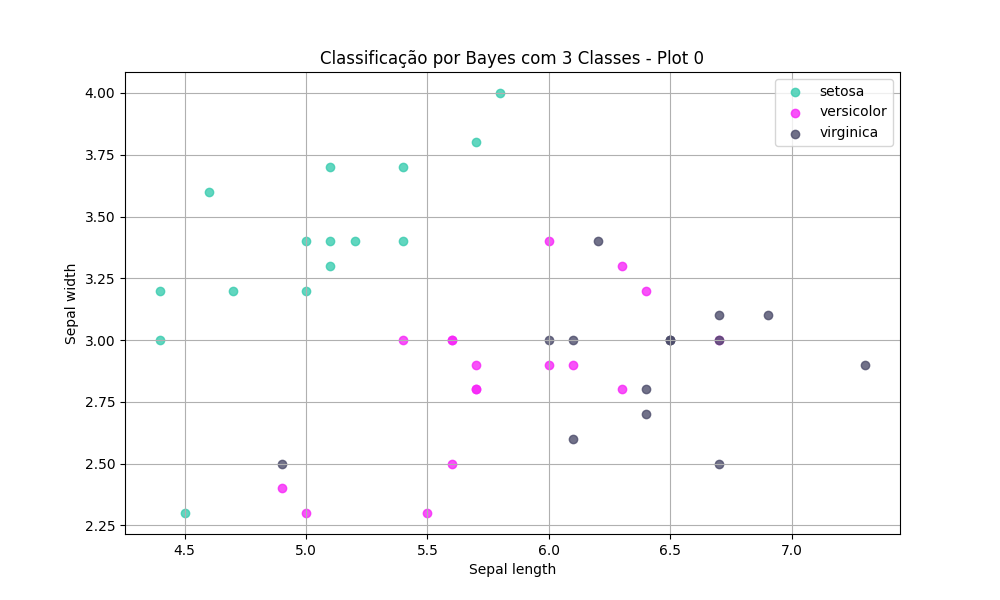 Classificação por Bayes com 3 Classes - Plot 0
setosa
versicolor
virginica
4.00
3.75
3.50
3.25
3.00
2.75
2.50
2.25
Sepal width
4.5 5.0 5.5 6.0 6.5 7.0
Sepal length